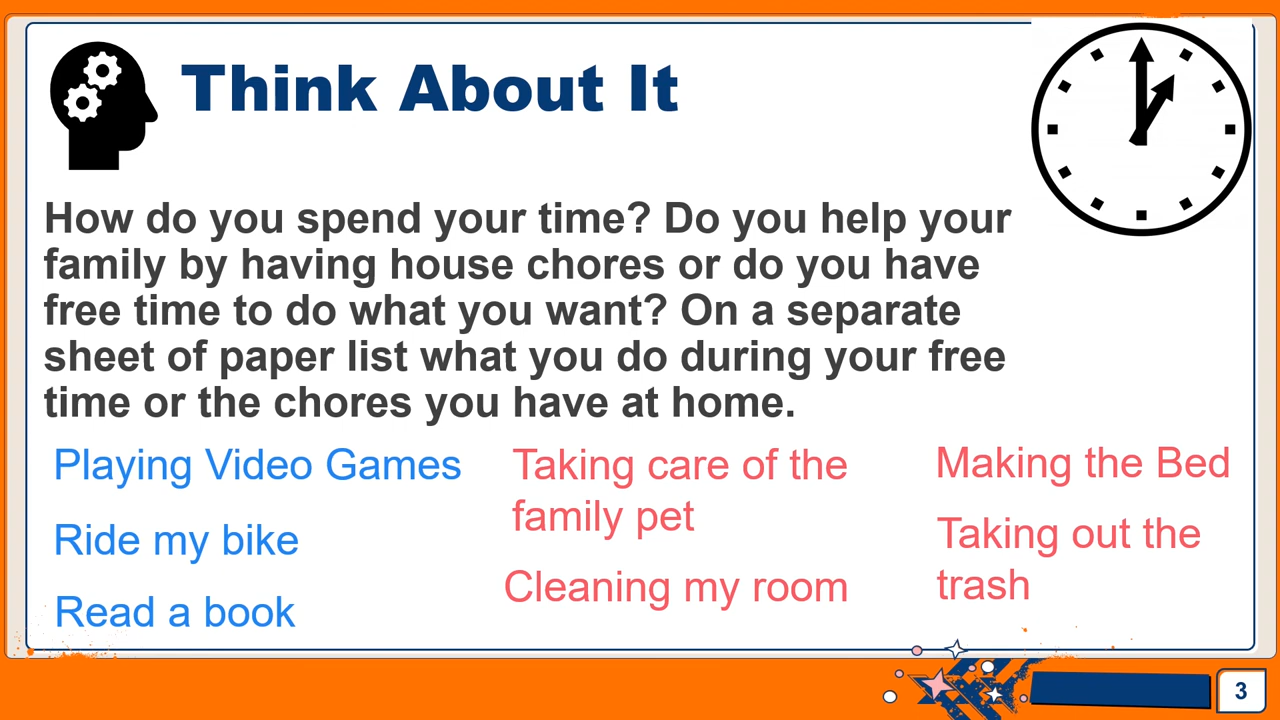 Think About It
How do you spend your time? Do you help your
family by having house chores or do you have
free time to do what you want? On a separate
sheet of paper list what you do during your free
time or the chores you have at home.
Playing Video Games
Ride my bike
Read a book
Taking care of the
family pet
Cleaning my room
Making the Bed
Taking out the
trash
3